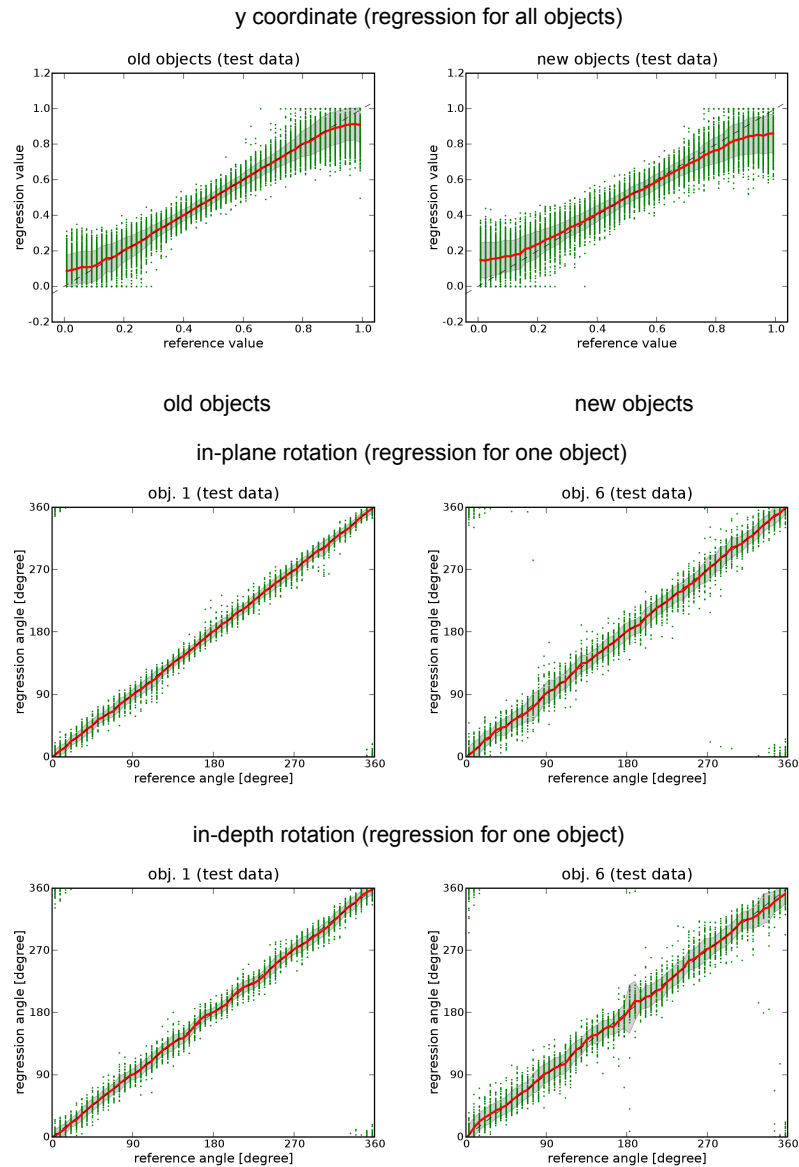 y coordinate (regression for all objects)
old objects (test data)
new objects (test data)
1.2
1.0
0.8
0.6
0.4
0.2
0.0
-0.2
regression value
0.0 0.2 0.4 0.6 0.8 1.0
reference value
1.2
1.0
0.8
0.6
0.4
0.2
0.0
-0.2
regression value
0.0 0.2 0.4 0.6 0.8 1.0
reference value
old objects
new objects
in-plane rotation (regression for one object)
obj. 1 (test data)
obj. 6 (test data)
360
270
180
90
0
regression angle [degree]
0 90 180 270 360
reference angle [degree]
360
270
180
90
0
regression angle [degree]
0 90 180 270 360
reference angle [degree]
in-depth rotation (regression for one object)
obj. 1 (test data)
obj. 6 (test data)
360
270
180
90
0
regression angle [degree]
0 90 180 270 360
reference angle [degree]
360
270
180
90
0
regression angle [degree]
0 90 180 270 360
reference angle [degree]